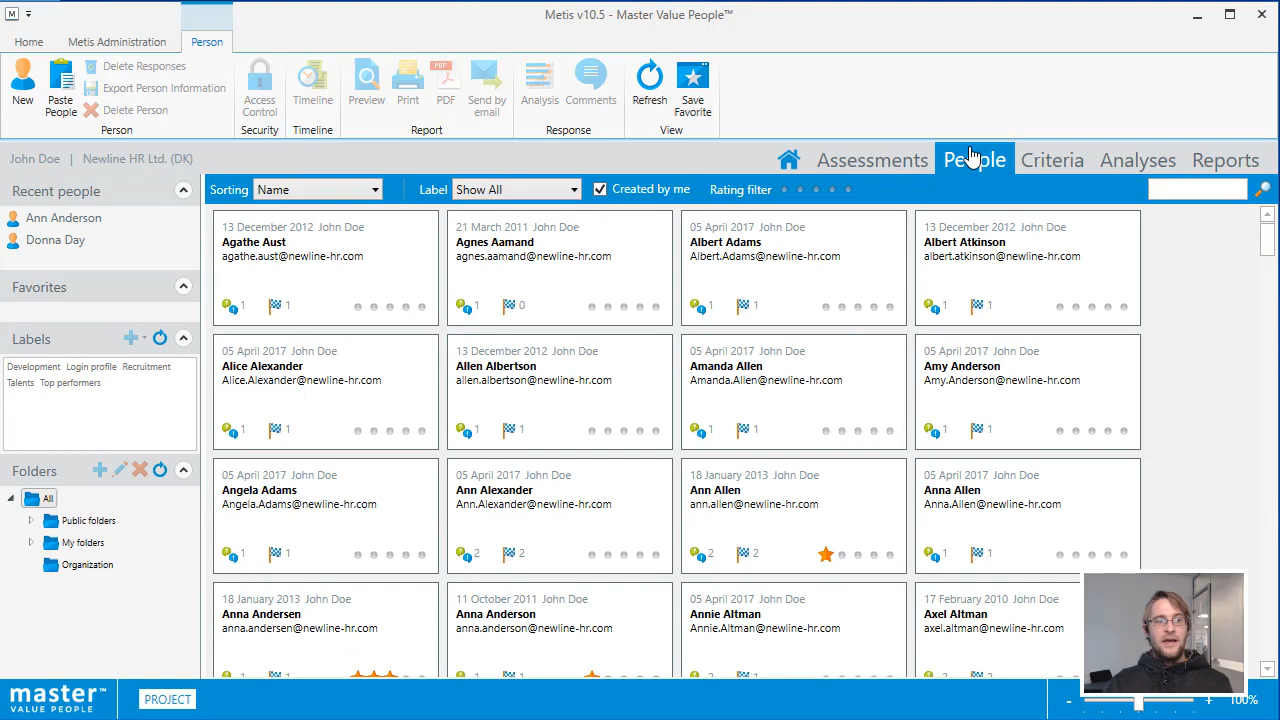 M
Metis v10.5 - Master Value People™
Home Metis Administration Person
New
Paste People
Delete Responses
Export Person Information
Delete Person
Person
Access Control
Security
Timeline
Timeline
Preview
Print
PDF
PDF
Send by email
Report
Analysis
Comments
Response
Refresh
Save Favorite
View
John Doe | Newline HR Ltd. (DK)
Assessments People Criteria Analyses Reports
Recent people
Ann Anderson
Donna Day
Favorites
Labels
Development Login profile Recruitment
Talents Top performers
Folders
All
Public folders
My folders
Organization
Sorting Name Label Show All Created by me Rating filter
13 December 2012 John Doe
Agathe Aust
agathe.aust@newline-hr.com
1 1
21 March 2011 John Doe
Agnes Aamand
agnes.aamand@newline-hr.com
1 0
05 April 2017 John Doe
Albert Adams
Albert.Adams@newline-hr.com
1 1
13 December 2012 John Doe
Albert Atkinson
albert.atkinson@newline-hr.com
1 1
05 April 2017 John Doe
Alice Alexander
Alice.Alexander@newline-hr.com
1 1
13 December 2012 John Doe
Allen Albertson
allen.albertson@newline-hr.com
1 1
05 April 2017 John Doe
Amanda Allen
Amanda.Allen@newline-hr.com
1 1
05 April 2017 John Doe
Amy Anderson
Amy.Anderson@newline-hr.com
1 1
05 April 2017 John Doe
Angela Adams
Angela.Adams@newline-hr.com
1 1
05 April 2017 John Doe
Ann Alexander
Ann.Alexander@newline-hr.com
2 2
18 January 2013 John Doe
Ann Allen
ann.allen@newline-hr.com
2 2
05 April 2017 John Doe
Anna Allen
Anna.Allen@newline-hr.com
1 1
18 January 2013 John Doe
Anna Andersen
anna.andersen@newline-hr.com
11 October 2011 John Doe
Anna Anderson
anna.anderson@newline-hr.com
05 April 2017 John Doe
Annie Altman
Annie.Altman@newline-hr.com
17 February 2010 John Doe
Axel Altman
axel.altman@newline-hr.com
master™
VALUE PEOPLE
PROJECT
- + 100%